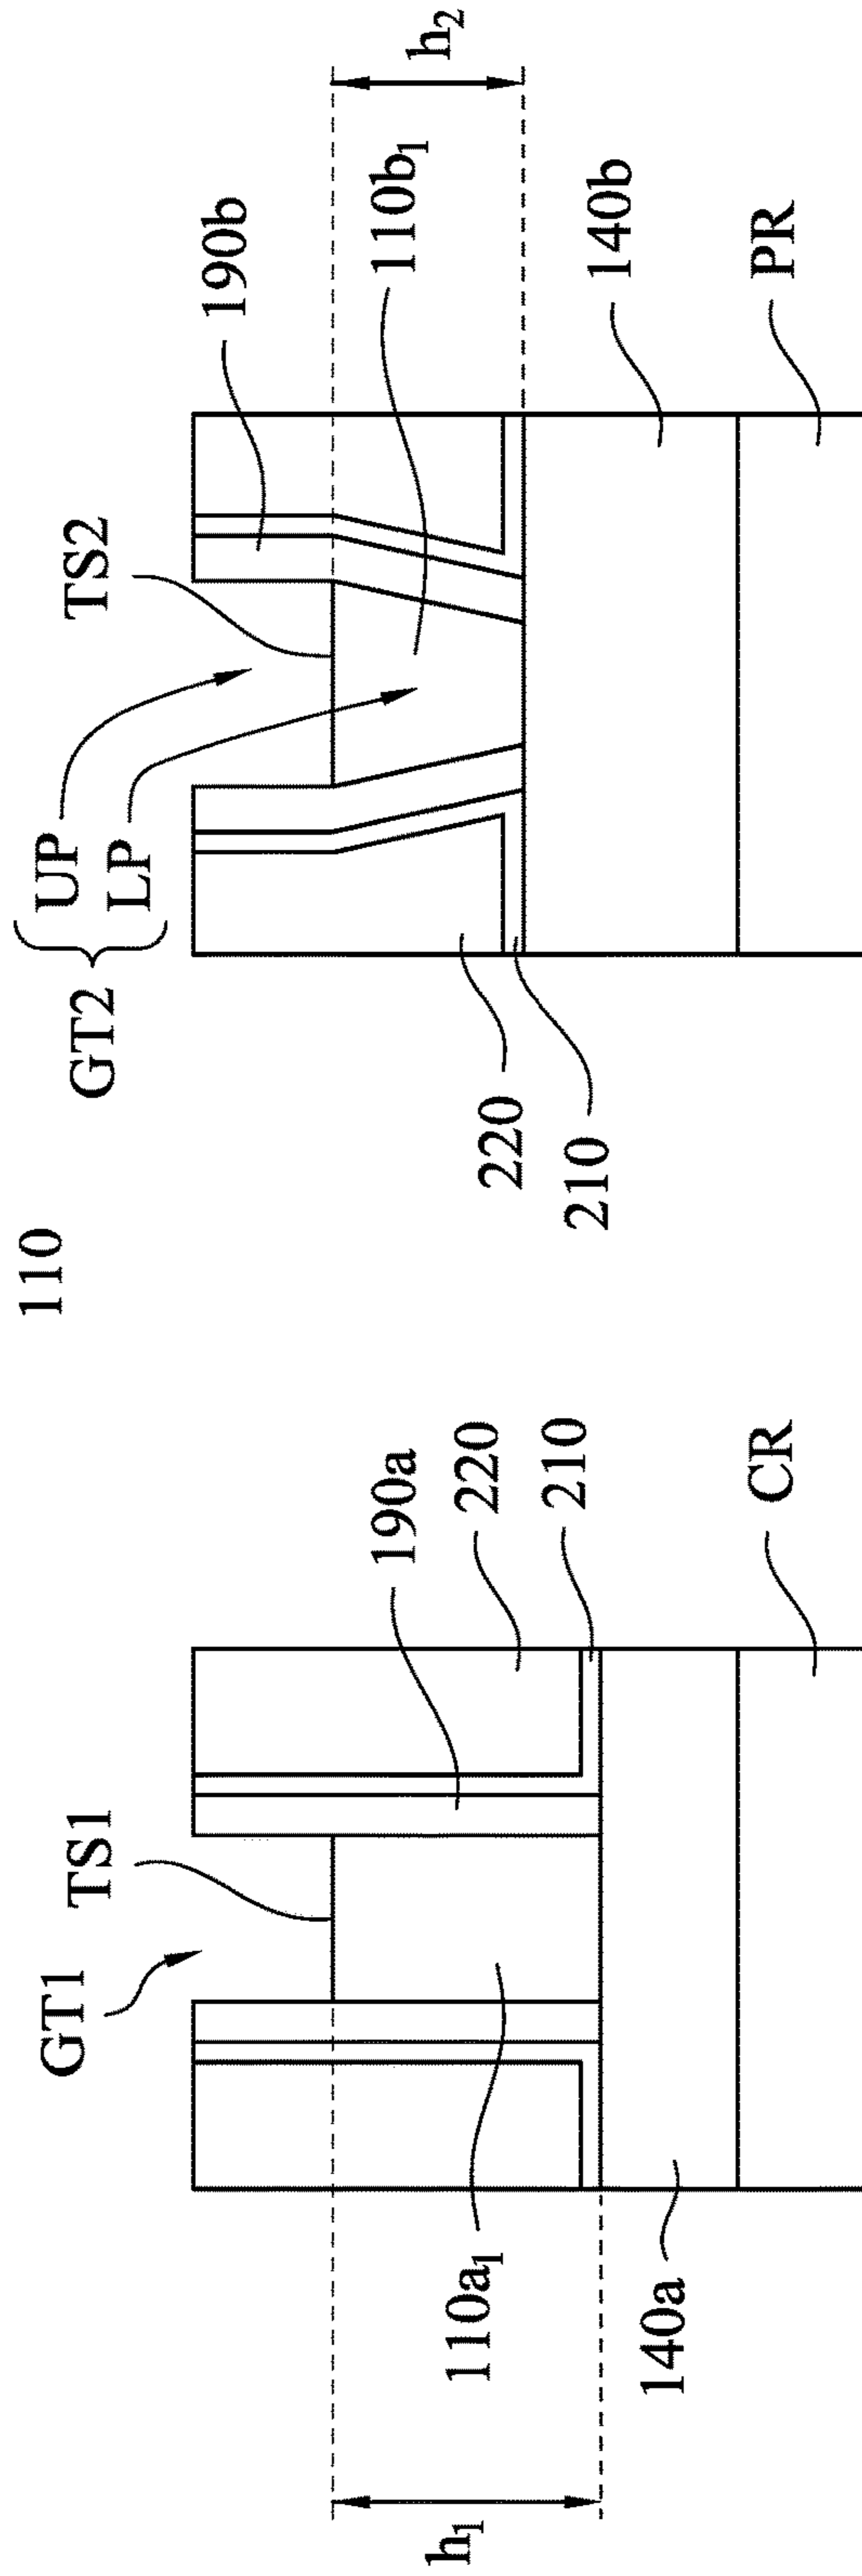 110
GT1
TS1
190a
220
210
CR
h₁
110a₁
140a
GT2
UP
LP
TS2
190b
h₂
110b₁
140b
PR
220
210